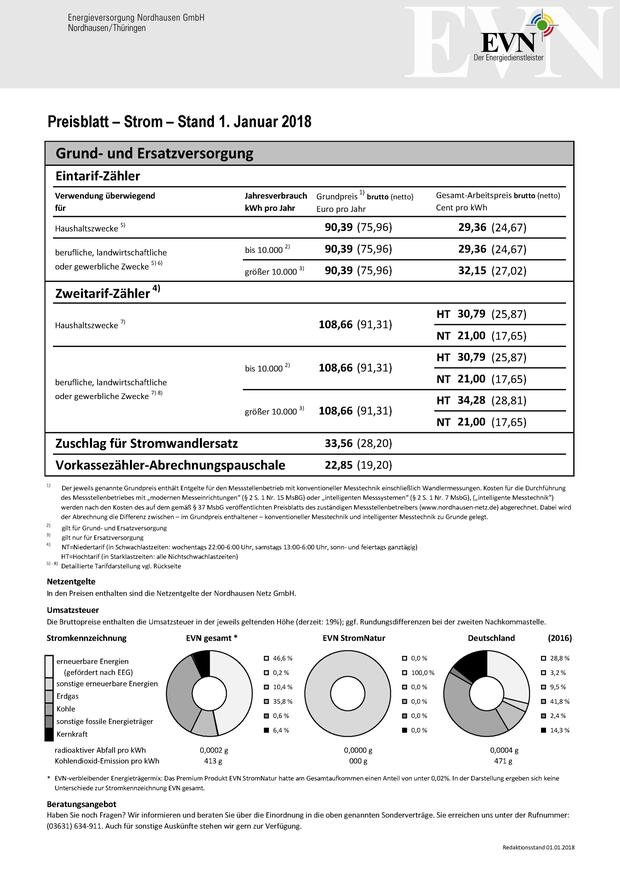 Energieversorgung Nordhausen GmbH
Nordhausen/Thüringen
EVN
EVN
Der Energiedienstleister
Preisblatt – Strom – Stand 1. Januar 2018
Grund- und Ersatzversorgung
Eintarif-Zähler
Verwendung überwiegend für Jahresverbrauch kWh pro Jahr Grundpreis 1) brutto (netto) Euro pro Jahr Gesamt-Arbeitspreis brutto (netto) Cent pro kWh
Haushaltszwecke 5) 90,39 (75,96) 29,36 (24,67)
berufliche, landwirtschaftliche
oder gewerbliche Zwecke 5) 6)
bis 10.000 2) 90,39 (75,96) 29,36 (24,67)
größer 10.000 3) 90,39 (75,96) 32,15 (27,02)
Zweitarif-Zähler 4)
Haushaltszwecke 7) 108,66 (91,31)
HT 30,79 (25,87)
NT 21,00 (17,65)
berufliche, landwirtschaftliche
oder gewerbliche Zwecke 7) 8)
bis 10.000 2) 108,66 (91,31)
HT 30,79 (25,87)
NT 21,00 (17,65)
größer 10.000 3) 108,66 (91,31)
HT 34,28 (28,81)
NT 21,00 (17,65)
Zuschlag für Stromwandlersatz 33,56 (28,20)
Vorkassezähler-Abrechnungspauschale 22,85 (19,20)
1) Der jeweils genannte Grundpreis enthält Entgelte für den Messstellenbetrieb mit konventioneller Messtechnik einschließlich Wandlermessungen. Kosten für die Durchführung
des Messstellenbetriebes mit „modernen Messeinrichtungen“ (§ 2 S. 1 Nr. 15 MsBG) oder „intelligenten Messsystemen“ (§ 2 S. 1 Nr. 7 MsbG), („intelligente Messtechnik“)
werden nach den Kosten des auf dem gemäß § 37 MsbG veröffentlichten Preisblatts des zuständigen Messstellenbetreibers (www.nordhausen-netz.de) abgerechnet. Dabei wird
der Abrechnung die Differenz zwischen – im Grundpreis enthaltener – konventioneller Messtechnik und intelligenter Messtechnik zu Grunde gelegt.
2) gilt für Grund- und Ersatzversorgung
3) gilt nur für Ersatzversorgung
4) NT=Niedertarif (in Schwachlastzeiten: wochentags 22:00-6:00 Uhr, samstags 13:00-6:00 Uhr, sonn- und feiertags ganztägig)
HT=Hochtarif (in Starklastzeiten: alle Nichtschwachlastzeiten)
5) - 8) Detaillierte Tarifdarstellung vgl. Rückseite
Netzentgelte
In den Preisen enthalten sind die Netzentgelte der Nordhausen Netz GmbH.
Umsatzsteuer
Die Bruttopreise enthalten die Umsatzsteuer in der jeweils geltenden Höhe (derzeit: 19%); ggf. Rundungsdifferenzen bei der zweiten Nachkommastelle.
Stromkennzeichnung EVN gesamt * EVN StromNatur Deutschland (2016)
erneuerbare Energien
(gefördert nach EEG) 46,6 % 0,0 % 28,8 %
sonstige erneuerbare Energien 0,2 % 100,0 % 3,2 %
Erdgas 10,4 % 0,0 % 9,5 %
Kohle 35,8 % 0,0 % 41,8 %
sonstige fossile Energieträger 0,6 % 0,0 % 2,4 %
Kernkraft 6,4 % 0,0 % 14,3 %
radioaktiver Abfall pro kWh 0,0002 g 0,0000 g 0,0004 g
Kohlendioxid-Emission pro kWh 413 g 000 g 471 g
* EVN-verbleibender Energieträgermix: Das Premium Produkt EVN StromNatur hatte am Gesamtaufkommen einen Anteil von unter 0,02%. In der Darstellung ergeben sich keine
Unterschiede zur Stromkennzeichnung EVN gesamt.
Beratungsangebot
Haben Sie noch Fragen? Wir informieren und beraten Sie über die Einordnung in die oben genannten Sonderverträge. Sie erreichen uns unter der Rufnummer:
(03631) 634-911. Auch für sonstige Auskünfte stehen wir gern zur Verfügung.
Redaktionsstand 01.01.2018